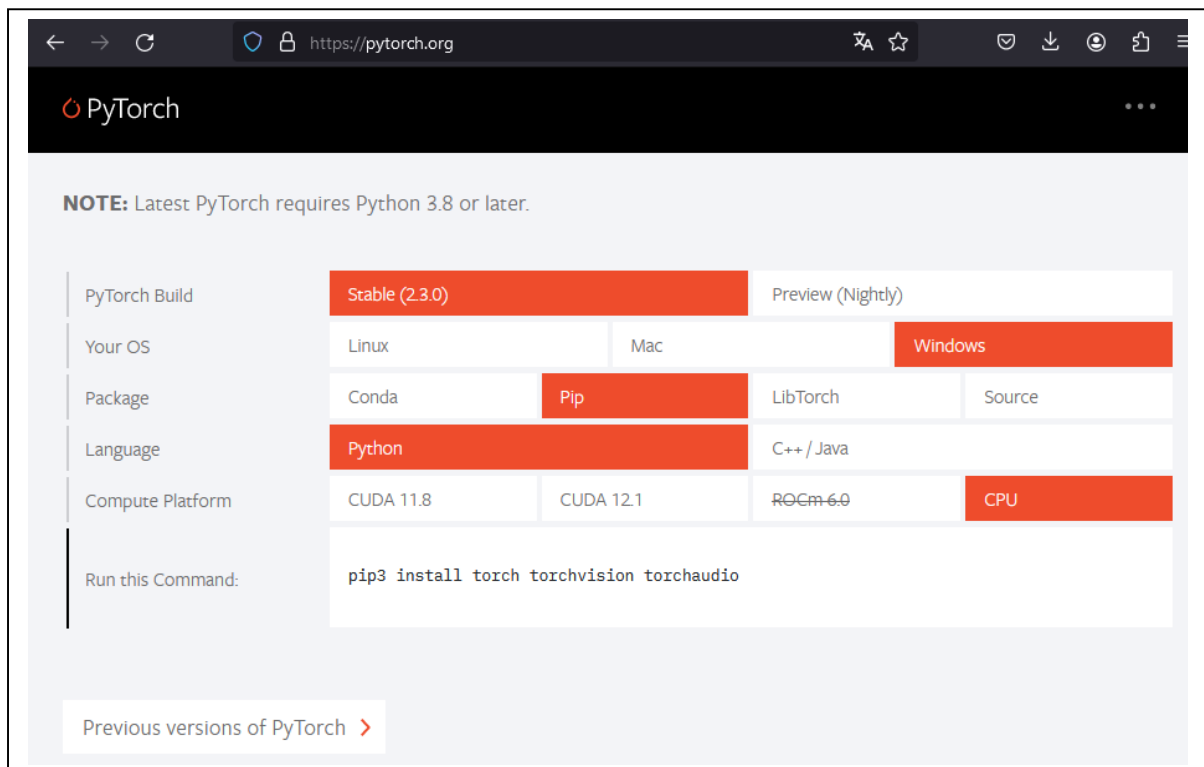 https://pytorch.org
PyTorch
NOTE: Latest PyTorch requires Python 3.8 or later.
PyTorch Build Stable (2.3.0) Preview (Nightly)
Your OS Linux Mac Windows
Package Conda Pip LibTorch Source
Language Python C++ / Java
Compute Platform CUDA 11.8 CUDA 12.1 ROCm 6.0 CPU
Run this Command: pip3 install torch torchvision torchaudio
Previous versions of PyTorch